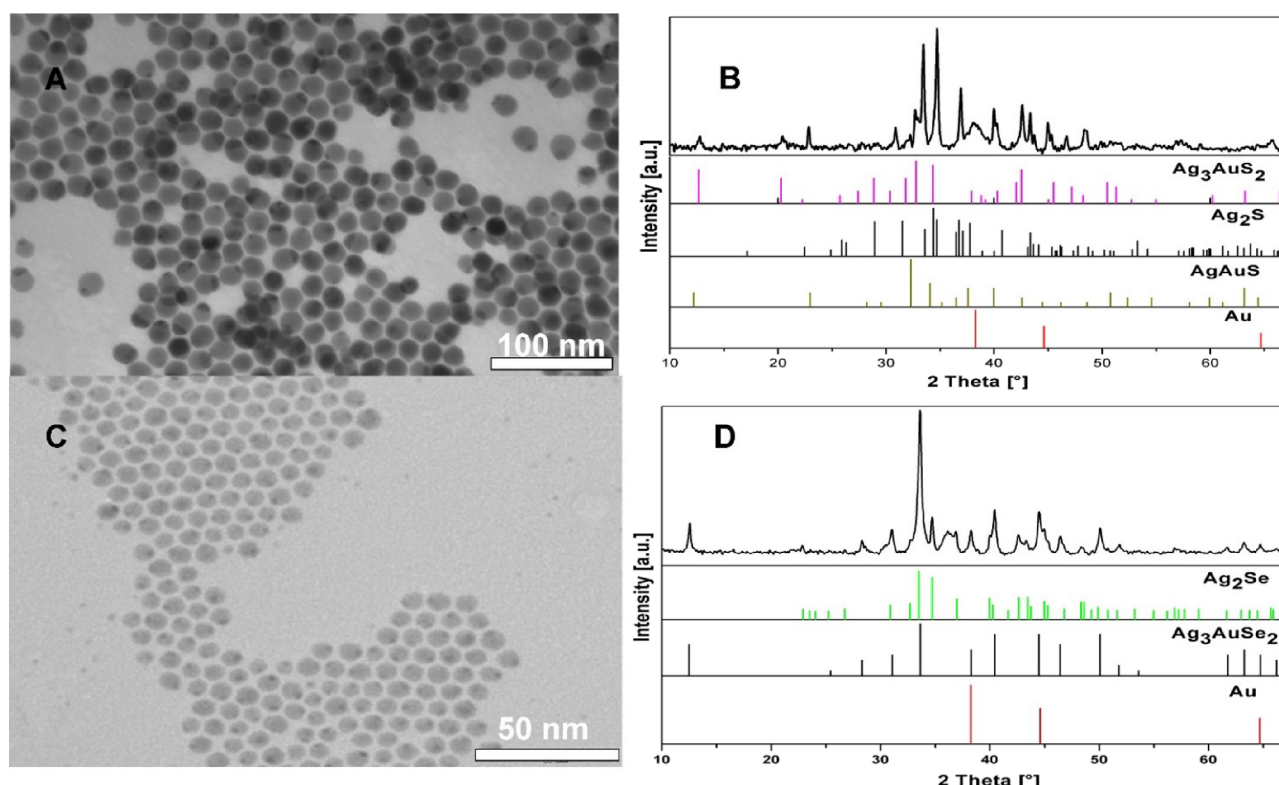 A
100 nm
B
Intensity [a.u.]
Ag3AuS2
Ag2S
AgAuS
Au
10 20 30 40 50 60
2 Theta [°]
C
50 nm
D
Intensity [a.u.]
Ag2Se
Ag3AuSe2
Au
10 20 30 40 50 60
2 Theta [°]